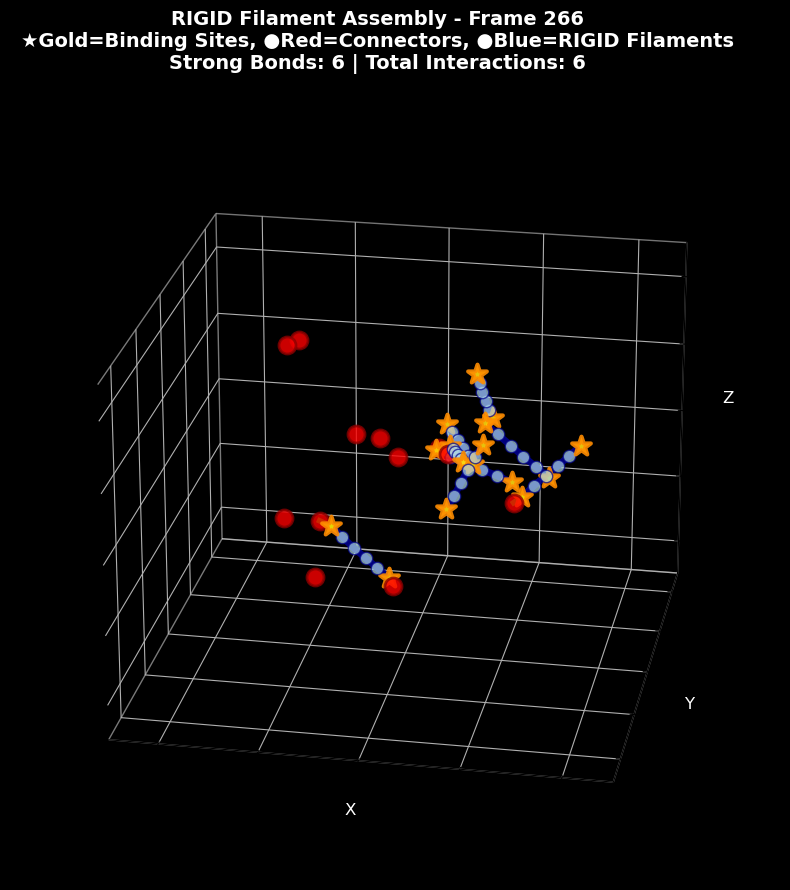 RIGID Filament Assembly - Frame 266
★Gold=Binding Sites, ●Red=Connectors, ●Blue=RIGID Filaments
Strong Bonds: 6 | Total Interactions: 6
Z
Y
X